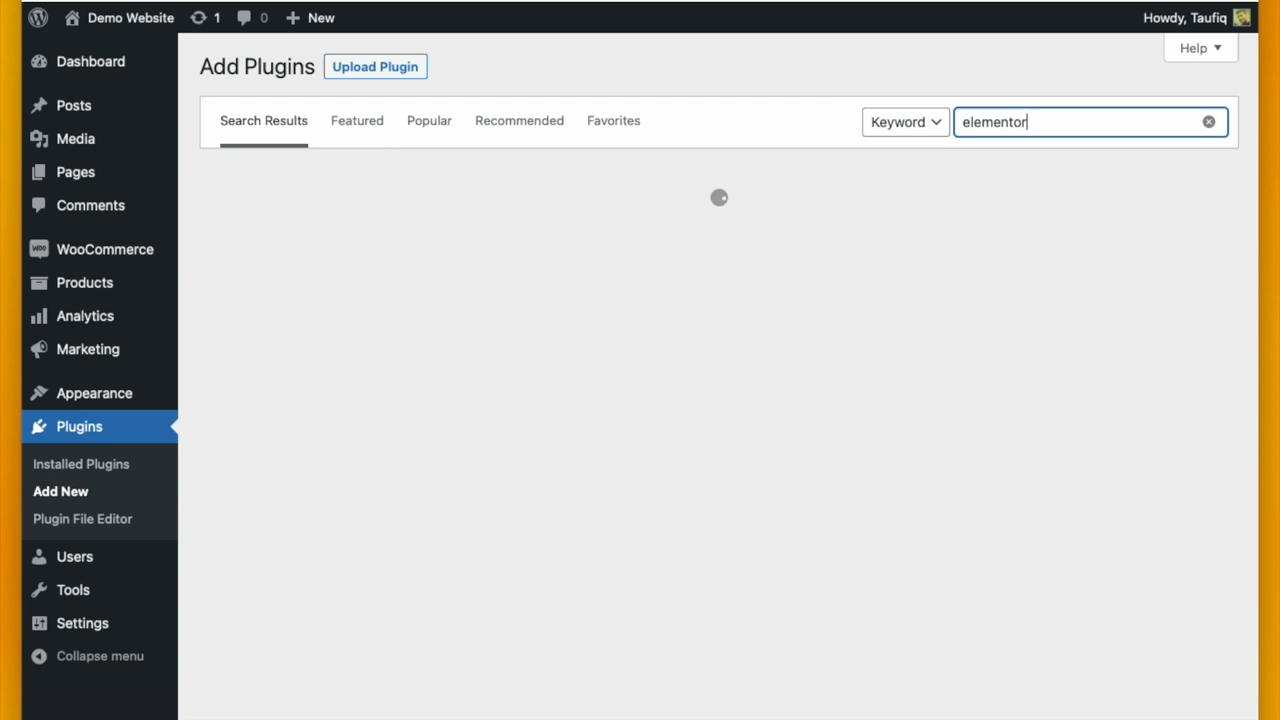 Demo Website 1 0 New Howdy, Taufiq
Help
Dashboard
Posts
Media
Pages
Comments
WooCommerce
Products
Analytics
Marketing
Appearance
Plugins
Installed Plugins
Add New
Plugin File Editor
Users
Tools
Settings
Collapse menu
Add Plugins Upload Plugin
Search Results Featured Popular Recommended Favorites Keyword elementor